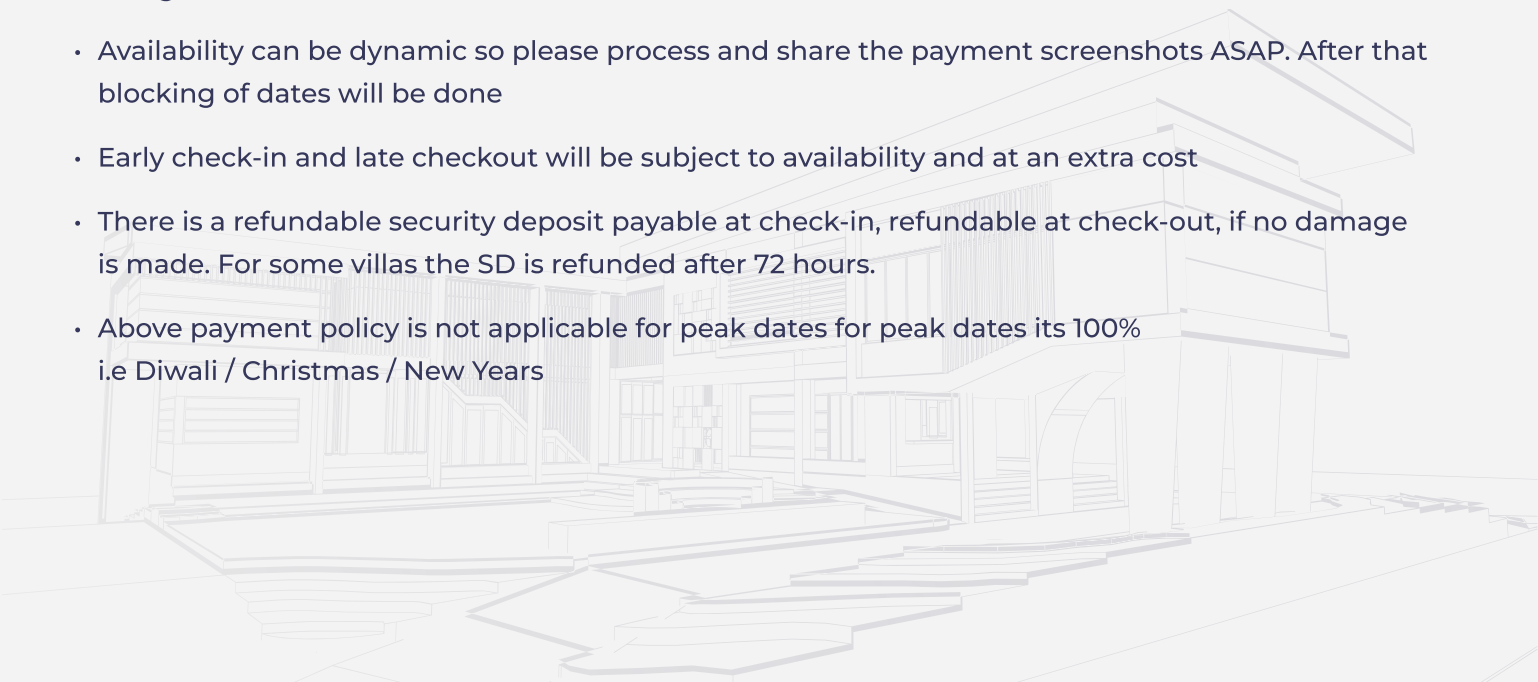 • Availability can be dynamic so please process and share the payment screenshots ASAP. After that
blocking of dates will be done
• Early check-in and late checkout will be subject to availability and at an extra cost
• There is a refundable security deposit payable at check-in, refundable at check-out, if no damage
is made. For some villas the SD is refunded after 72 hours.
• Above payment policy is not applicable for peak dates for peak dates its 100%
i.e Diwali / Christmas / New Years